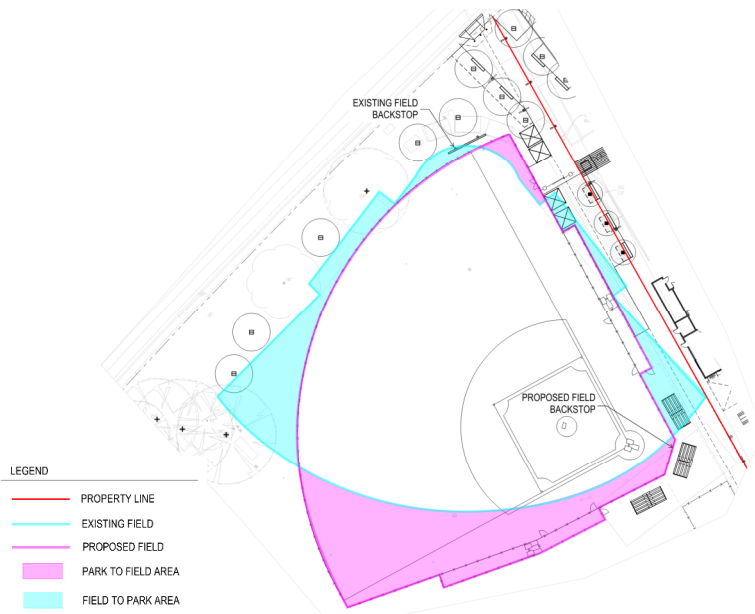 EXISTING FIELD
BACKSTOP
PROPOSED FIELD
BACKSTOP
LEGEND
PROPERTY LINE
EXISTING FIELD
PROPOSED FIELD
PARK TO FIELD AREA
FIELD TO PARK AREA